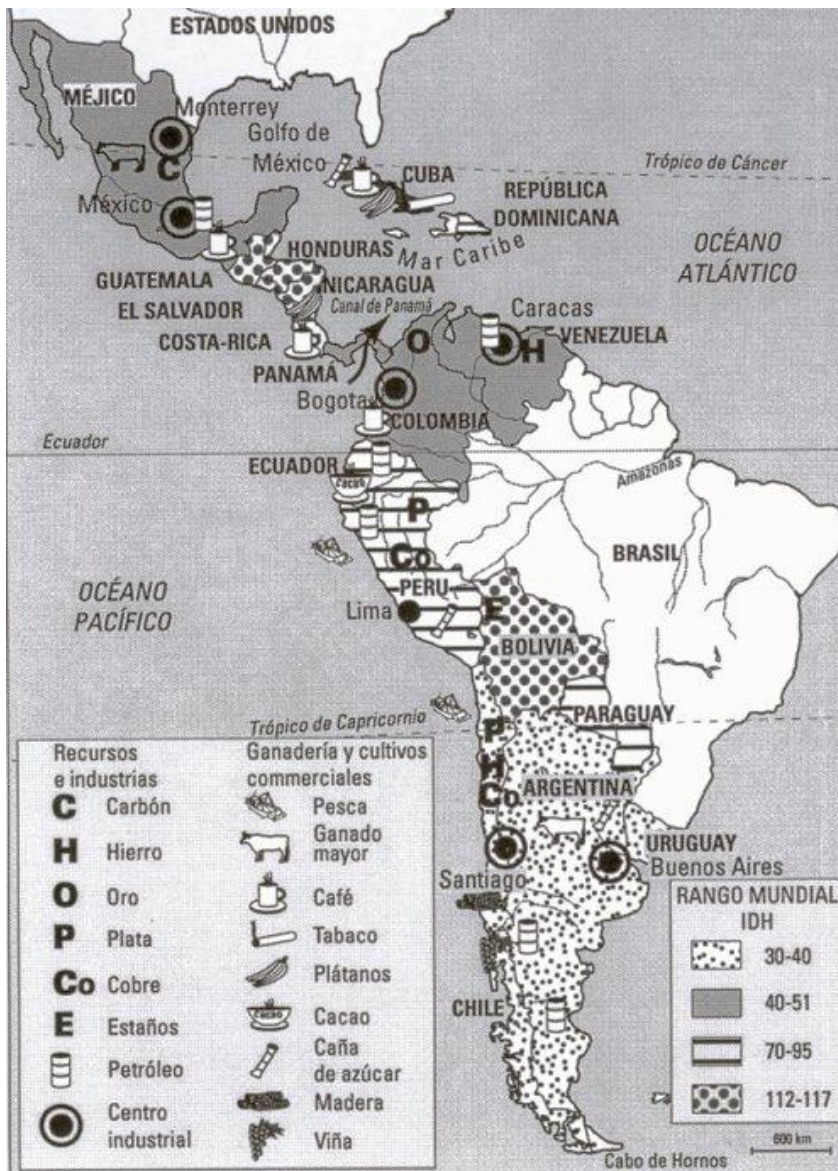 ESTADOS UNIDOS
MÉJICO
Monterrey
Golfo de
México
C
Trópico de Cáncer
CUBA
REPÚBLICA
DOMINICANA
México
HONDURAS
Mar Caribe
OCÉANO
ATLÁNTICO
GUATEMALA
NICARAGUA
EL SALVADOR
Canal de Panamá
Caracas
COSTA-RICA
O
H
VENEZUELA
PANAMÁ
Bogota
COLOMBIA
Ecuador
ECUADOR
cacao
Amazonas
P
BRASIL
Co
OCÉANO
PACÍFICO
PERU
Lima
E
BOLIVIA
Trópico de Capricornio
PARAGUAY
P
H
Co
ARGENTINA
URUGUAY
Santiago
Buenos Aires
CHILE
Cabo de Hornos
600 km
Recursos
e industrias
C Carbón
H Hierro
O Oro
P Plata
Co Cobre
E Estaños
Petróleo
Centro
industrial
Ganadería y cultivos
commerciales
Pesca
Ganado
mayor
Café
Tabaco
Plátanos
cacao Cacao
Caña
de azúcar
Madera
Viña
RANGO MUNDIAL
IDH
30-40
40-51
70-95
112-117